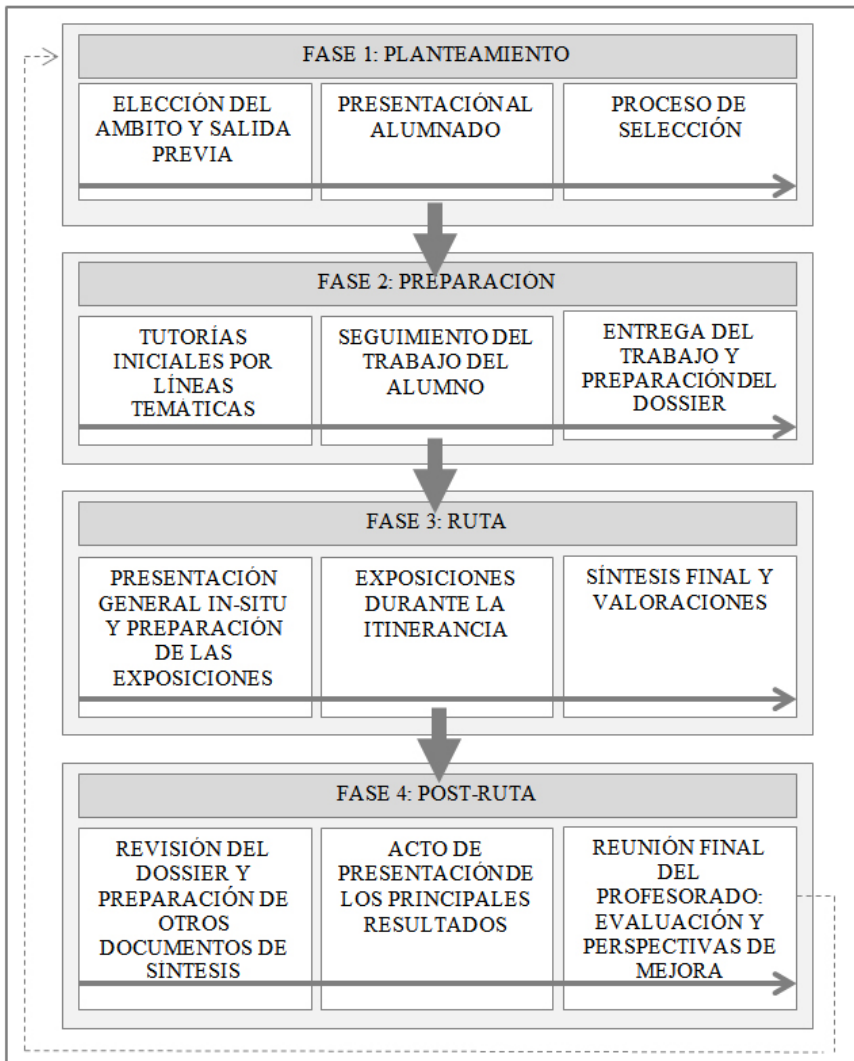 FASE 1: PLANTEAMIENTO
ELECCIÓN DEL
AMBITO Y SALIDA
PREVIA
PRESENTACIÓN AL
ALUMNADO
PROCESO DE
SELECCIÓN
FASE 2: PREPARACIÓN
TUTORÍAS
INICIALES POR
LÍNEAS
TEMÁTICAS
SEGUIMIENTO DEL
TRABAJO DEL
ALUMNO
ENTREGA DEL
TRABAJO Y
PREPARACIÓN DEL
DOSSIER
FASE 3: RUTA
PRESENTACIÓN
GENERAL IN-SITU
Y PREPARACIÓN
DE LAS
EXPOSICIONES
EXPOSICIONES
DURANTE LA
ITINERANCIA
SÍNTESIS FINAL Y
VALORACIONES
FASE 4: POST-RUTA
REVISIÓN DEL
DOSSIER Y
PREPARACIÓN DE
OTROS
DOCUMENTOS DE
SÍNTESIS
ACTO DE
PRESENTACIÓN DE
LOS PRINCIPALES
RESULTADOS
REUNIÓN FINAL
DEL
PROFESORADO:
EVALUACIÓN Y
PERSPECTIVAS DE
MEJORA